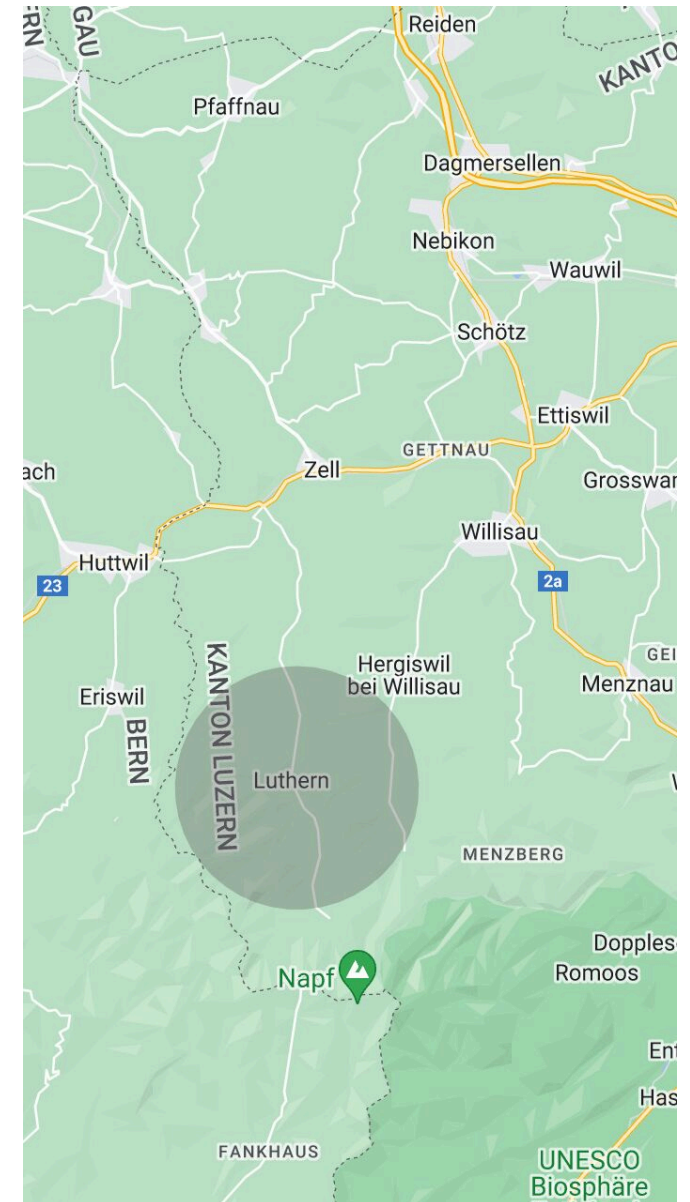 ERN
GAU
Reiden
KANTO
Pfaffnau
Dagmersellen
Nebikon
Wauwil
Schötz
Ettiswil
GETTNAU
Zell
ach
Grosswar
Willisau
Huttwil
23
2a
KANTON LUZERN
Hergiswil
bei Willisau
GEI
Menznau
Eriswil
BERN
Luthern
MENZBERG
Dopples
Romoos
Napf
Ent
Has
FANKHAUS
UNESCO
Biosphäre